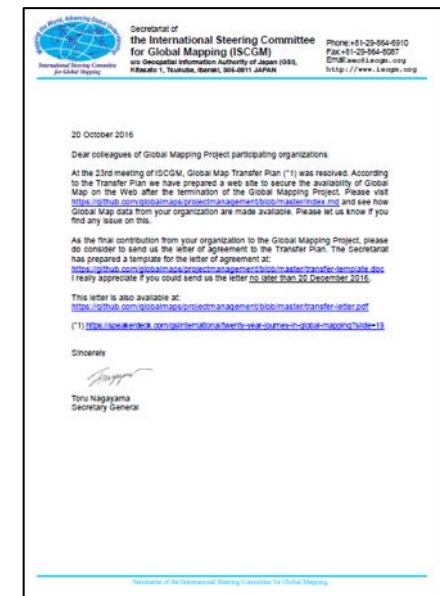 Mapping the World, Advancing Global Understanding
International Steering Committee
for Global Mapping
Secretariat of
the International Steering Committee
for Global Mapping (ISCGM)
c/o Geospatial Information Authority of Japan (GSI),
Kitasato 1, Tsukuba, Ibaraki, 305-0811 JAPAN
Phone:+81-29-864-6910
Fax:+81-29-864-8087
Email:sec@iscgm.org
http://www.iscgm.org
20 October 2016
Dear colleagues of Global Mapping Project participating organizations
At the 23rd meeting of ISCGM, Global Map Transfer Plan (*1) was resolved. According
to the Transfer Plan we have prepared a web site to secure the availability of Global
Map on the Web after the termination of the Global Mapping Project. Please visit
https://github.com/globalmaps/projectmanagement/blob/master/index.md and see how
Global Map data from your organization are made available. Please let us know if you
find any issue on this.
As the final contribution from your organization to the Global Mapping Project, please
do consider to send us the letter of agreement to the Transfer Plan. The Secretariat
has prepared a template for the letter of agreement at:
https://github.com/globalmaps/projectmanagement/blob/master/transfer-template.doc
I really appreciate if you could send us the letter no later than 20 December 2016.
This letter is also available at:
https://github.com/globalmaps/projectmanagement/blob/master/transfer-letter.pdf
(*1) https://speakerdeck.com/gsiinternational/twenty-year-journey-in-global-mapping?slide=19
Sincerely
Toru Nagayama
Secretary General
Secretariat of the International Steering Committee for Global Mapping